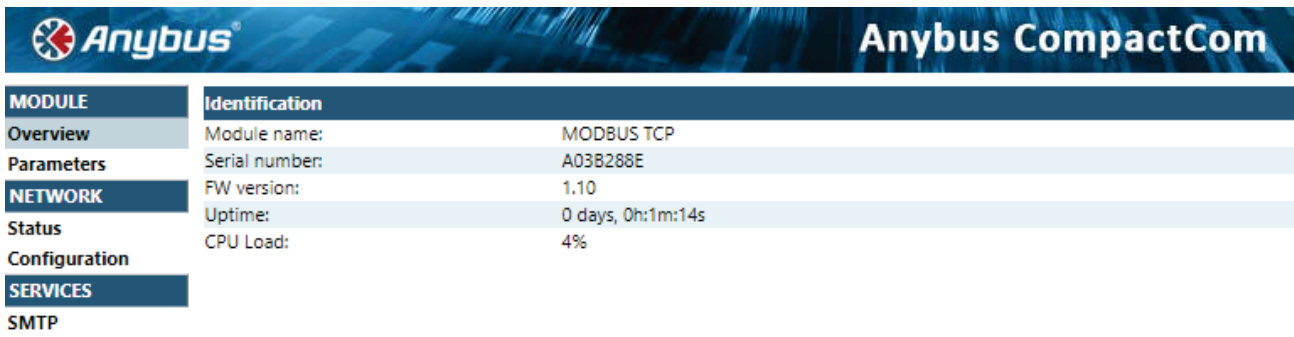 Anybus®
Anybus CompactCom
MODULE
Overview
Parameters
NETWORK
Status
Configuration
SERVICES
SMTP
Identification
Module name: MODBUS TCP
Serial number: A03B288E
FW version: 1.10
Uptime: 0 days, 0h:1m:14s
CPU Load: 4%